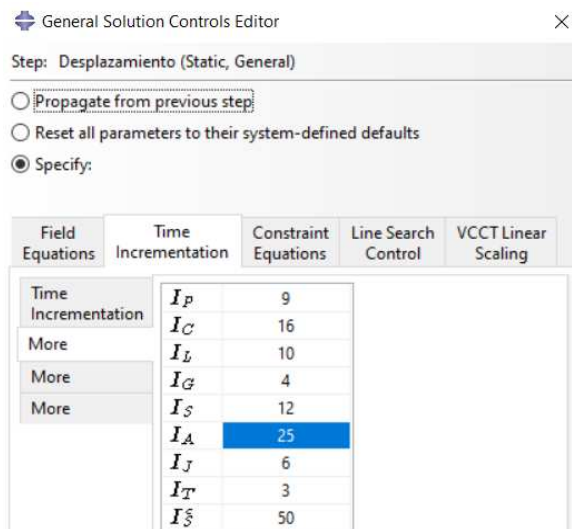 General Solution Controls Editor
Step: Desplazamiento (Static, General)
Propagate from previous step
Reset all parameters to their system-defined defaults
Specify:
Field Equations Time Incrementation Constraint Equations Line Search Control VCCT Linear Scaling
Time Incrementation
More
More
More
I_P 9
I_C 16
I_L 10
I_G 4
I_S 12
I_A 25
I_J 6
I_T 3
I_S^c 50